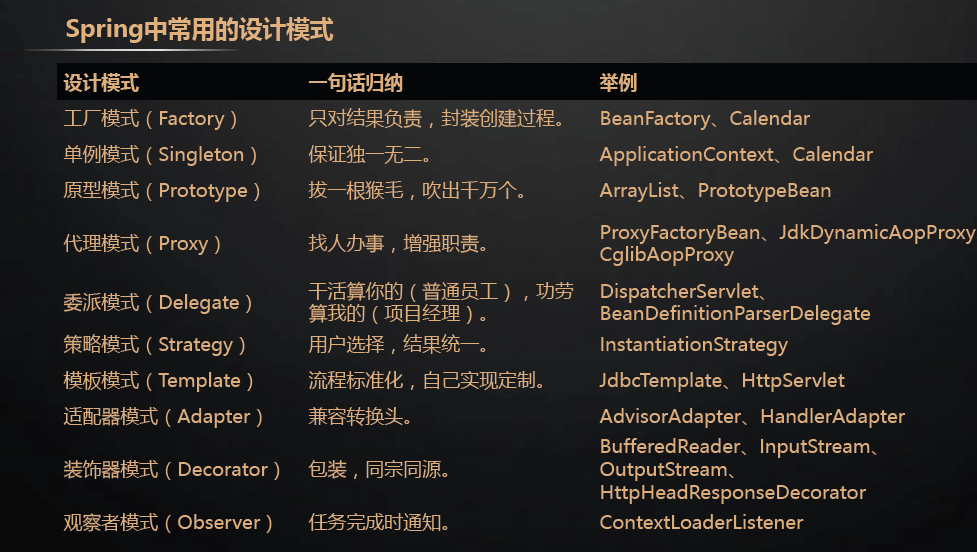 Spring中常用的设计模式
设计模式 一句话归纳 举例
工厂模式（Factory） 只对结果负责，封装创建过程。 BeanFactory、Calendar
单例模式（Singleton） 保证独一无二。 ApplicationContext、Calendar
原型模式（Prototype） 拔一根猴毛，吹出千万个。 ArrayList、PrototypeBean
代理模式（Proxy） 找人办事，增强职责。 ProxyFactoryBean、JdkDynamicAopProxy
CglibAopProxy
委派模式（Delegate） 干活算你的（普通员工），功劳
算我的（项目经理）。 DispatcherServlet、
BeanDefinitionParserDelegate
策略模式（Strategy） 用户选择，结果统一。 InstantiationStrategy
模板模式（Template） 流程标准化，自己实现定制。 JdbcTemplate、HttpServlet
适配器模式（Adapter） 兼容转换头。 AdvisorAdapter、HandlerAdapter
装饰器模式（Decorator） 包装，同宗同源。 BufferedReader、InputStream、
OutputStream、
HttpHeadResponseDecorator
观察者模式（Observer） 任务完成时通知。 ContextLoaderListener